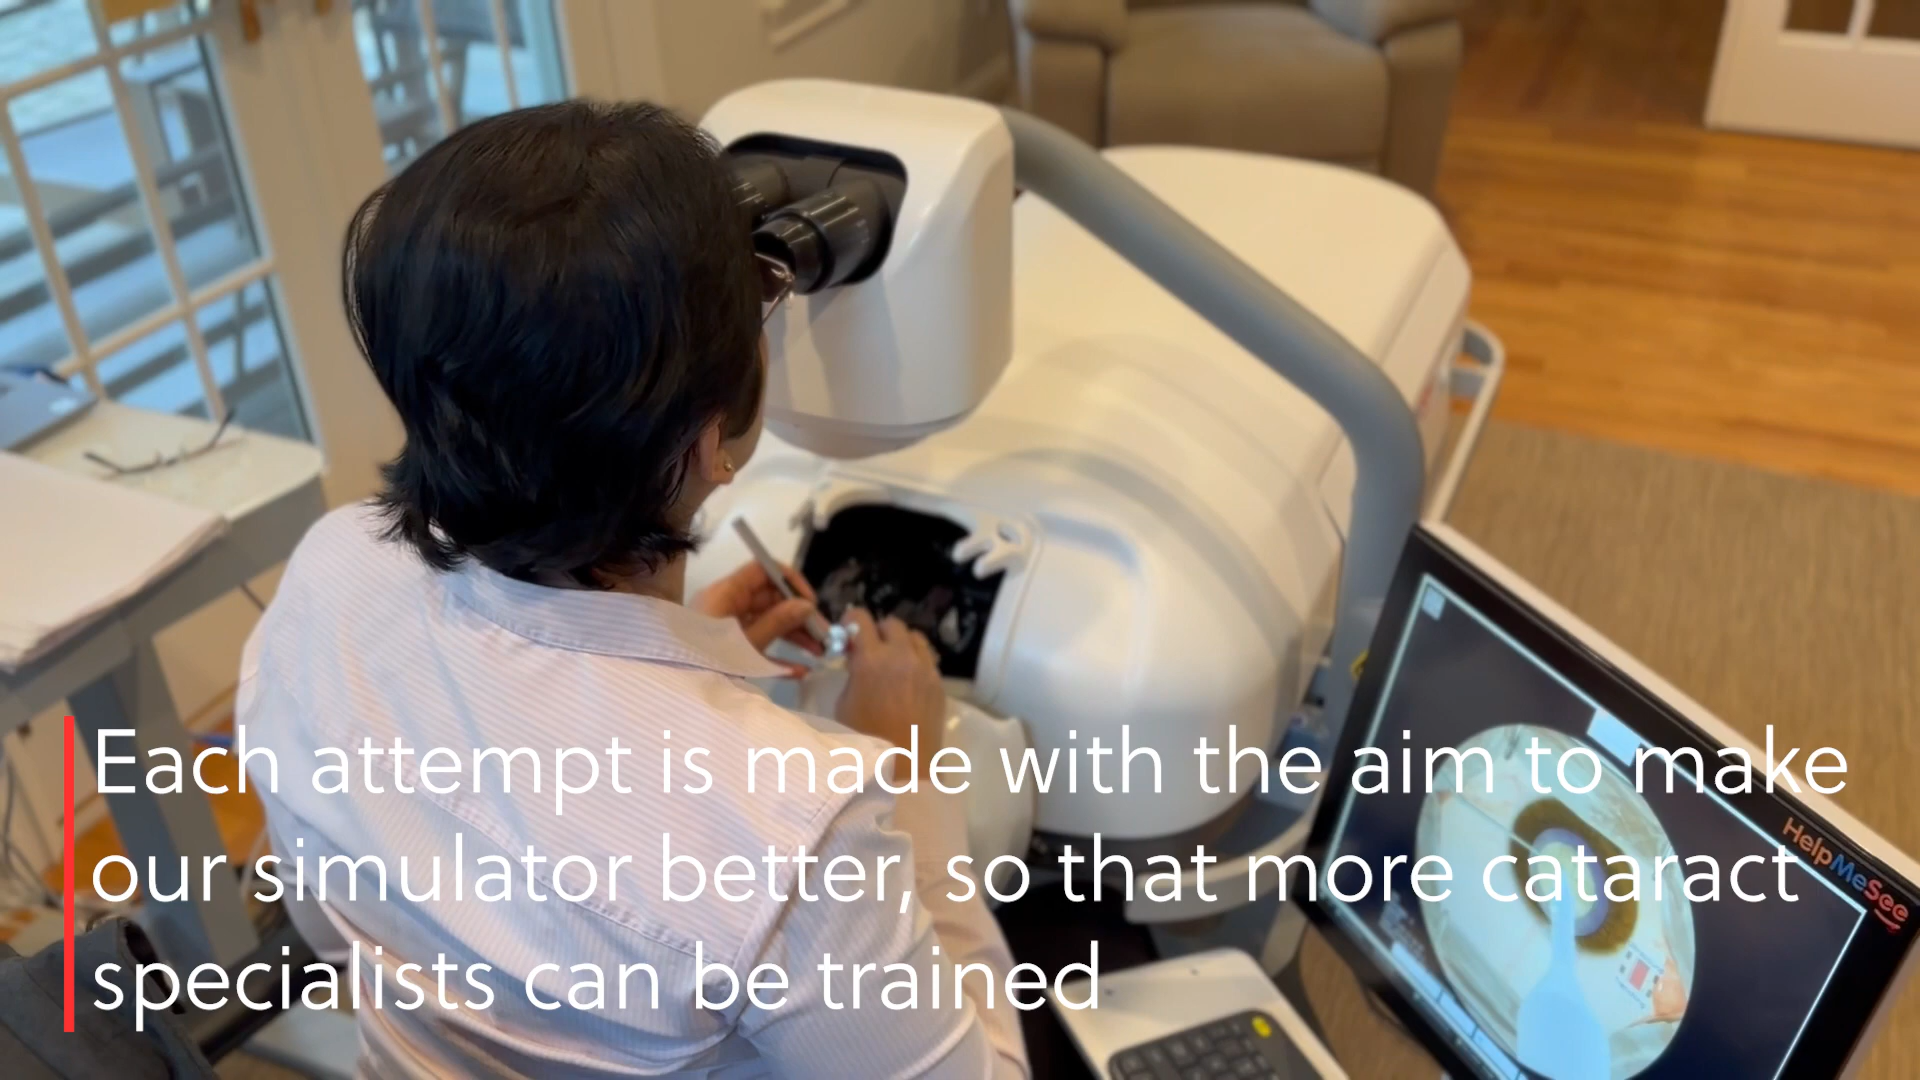 Each attempt is made with the aim to make
our simulator better, so that more cataract
specialists can be trained
HelpMeSee